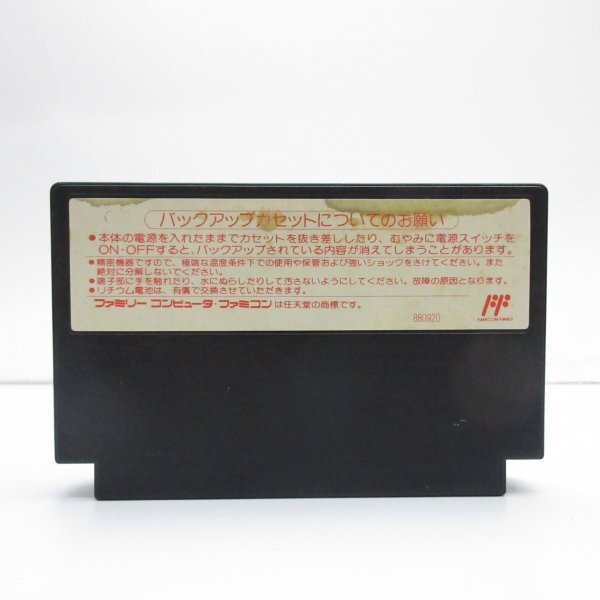 バックアップカセットについてのお願い
●本体の電源を入れたままでカセットを抜き差ししたり、むやみに電源スイッチを
ON・OFFすると、バックアップされている内容が消えてしまうことがあります。
●精密機器ですので、極端な温度条件下での使用や保管および強いショックをさけてください。また
絶対に分解しないでください。
●端子部に手を触れたり、水にぬらしたりして汚さないようにしてください。故障の原因となります。
●リチウム電池は、有償で交換させていただきます。
ファミリーコンピュータ・ファミコンは任天堂の商標です。
880920
FAMICOM FAMILY